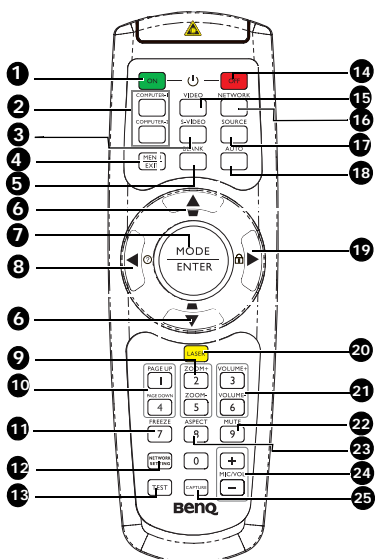 1 ON OFF 14
2 COMPUTER-1 VIDEO NETWORK 15
16
3 COMPUTER-2 S-VIDEO SOURCE 17
4 MENU EXIT BLANK AUTO 18
5
6
7 MODE
ENTER
8 ? 19
6
9 LASER 20
10 PAGE UP ZOOM+ VOLUME+
1 2 3 21
PAGE DOWN ZOOM- VOLUME-
4 5 6
11 FREEZE ASPECT MUTE 22
7 8 9 23
12 NETWORK SETTING 0 + 24
MIC/VOL
13 TEST CAPTURE − 25
BenQ